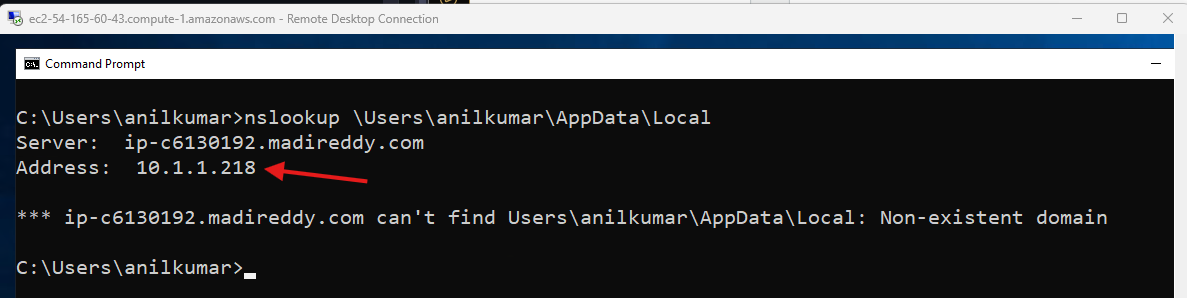 ec2-54-165-60-43.compute-1.amazonaws.com - Remote Desktop Connection
Command Prompt
C:\Users\anilkumar>nslookup \Users\anilkumar\AppData\Local
Server:  ip-c6130192.madireddy.com
Address:  10.1.1.218
*** ip-c6130192.madireddy.com can't find Users\anilkumar\AppData\Local: Non-existent domain
C:\Users\anilkumar>